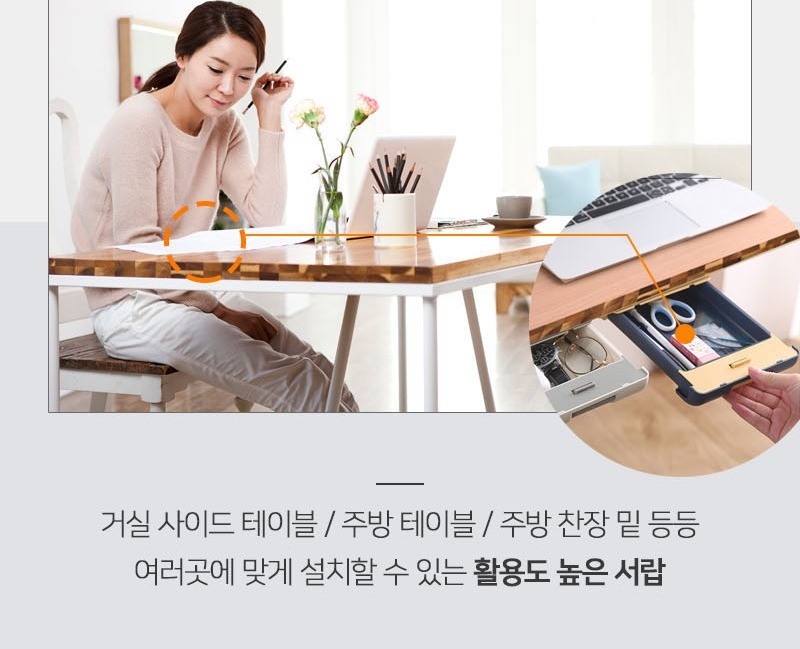 거실 사이드 테이블 / 주방 테이블 / 주방 찬장 밑 등등
여러곳에 맞게 설치할 수 있는 활용도 높은 서랍